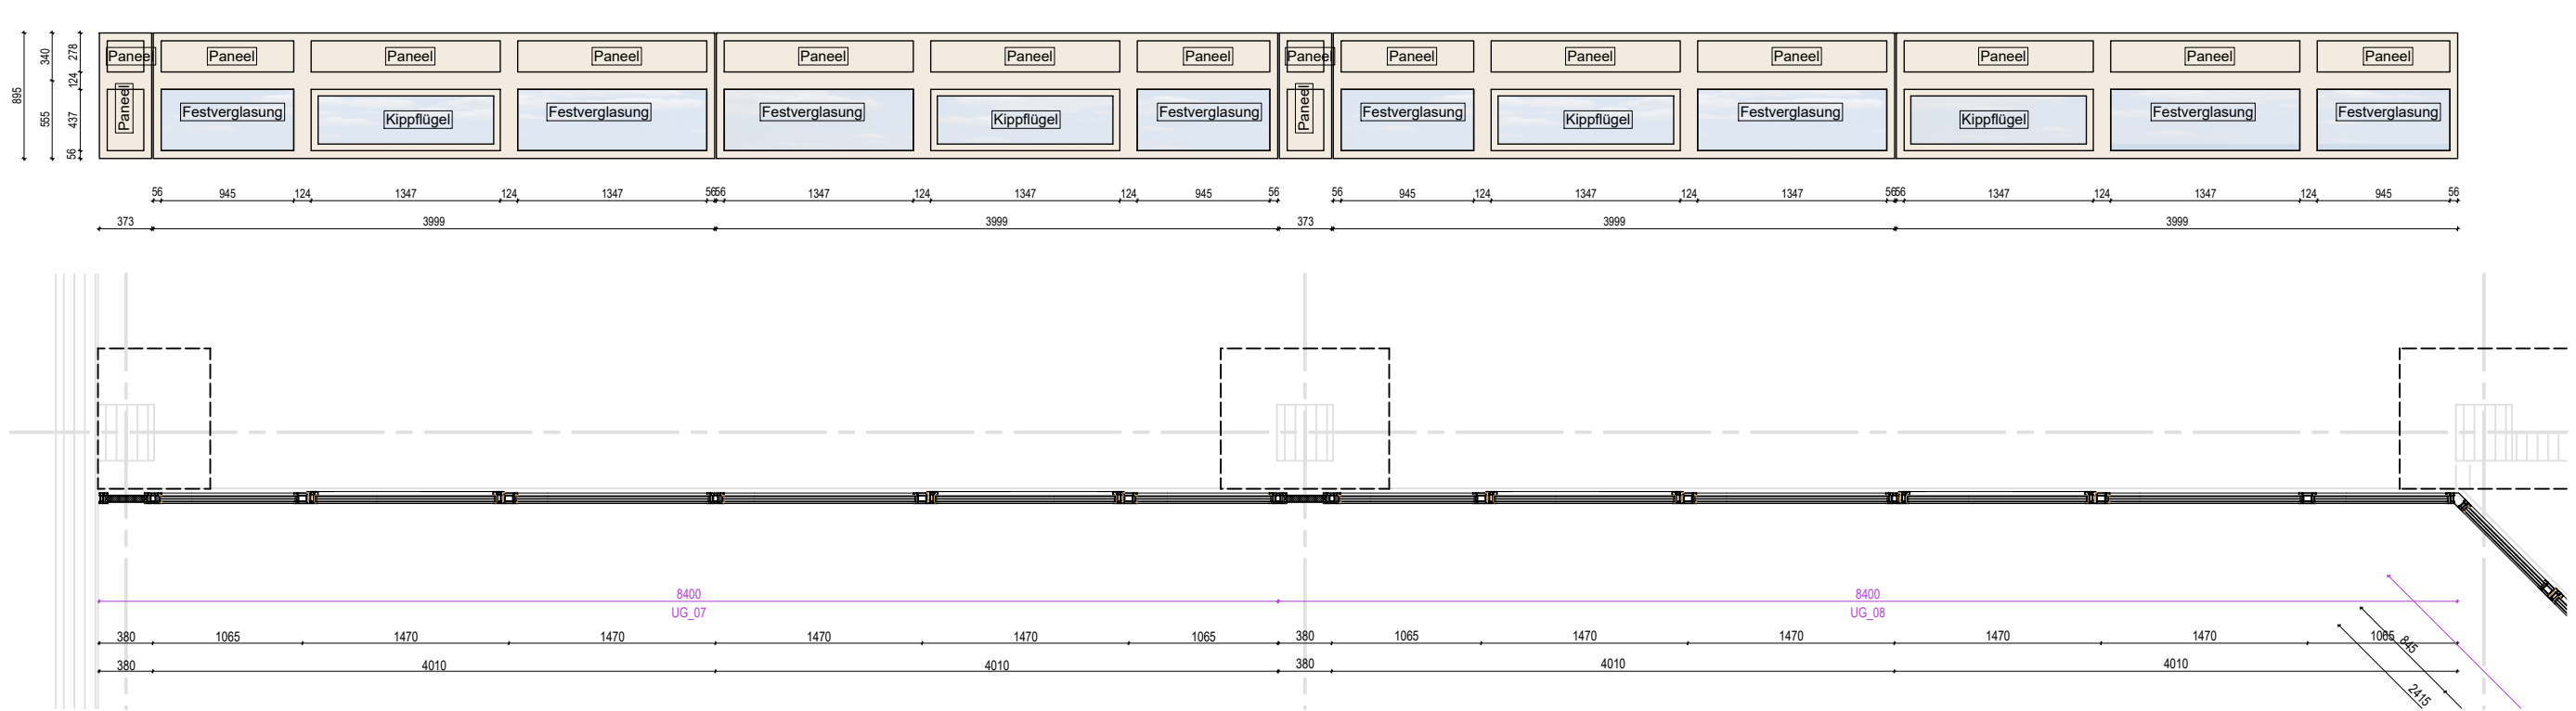 Paneel Paneel Paneel Paneel Paneel Paneel Paneel Paneel Paneel Paneel Paneel Paneel Paneel Paneel
Paneel Festverglasung Kippflügel Festverglasung Festverglasung Kippflügel Festverglasung Paneel Festverglasung Kippflügel Festverglasung Kippflügel Festverglasung Festverglasung
895
340 555
278 124 437 56
56 945 124 1347 124 1347 56 56 1347 124 1347 124 945 56 56 945 124 1347 124 1347 56 56 1347 124 1347 124 945 56
373 3999 3999 373 3999 3999
8400 8400
UG_07 UG_08
380 1065 1470 1470 1470 1470 1065 380 1065 1470 1470 1470 1470 1065
380 4010 4010 380 4010 4010
845
2415